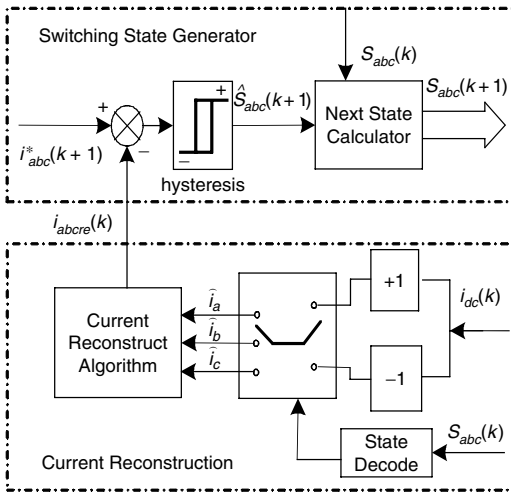 Switching State Generator
S_abc(k)
+
−
i*_abc(k+1)
+
−
hysteresis
Ŝ_abc(k+1)
Next State
Calculator
S_abc(k+1)
i_abcre(k)
Current
Reconstruct
Algorithm
î_a
î_b
î_c
+1
−1
i_dc(k)
State
Decode
S_abc(k)
Current Reconstruction